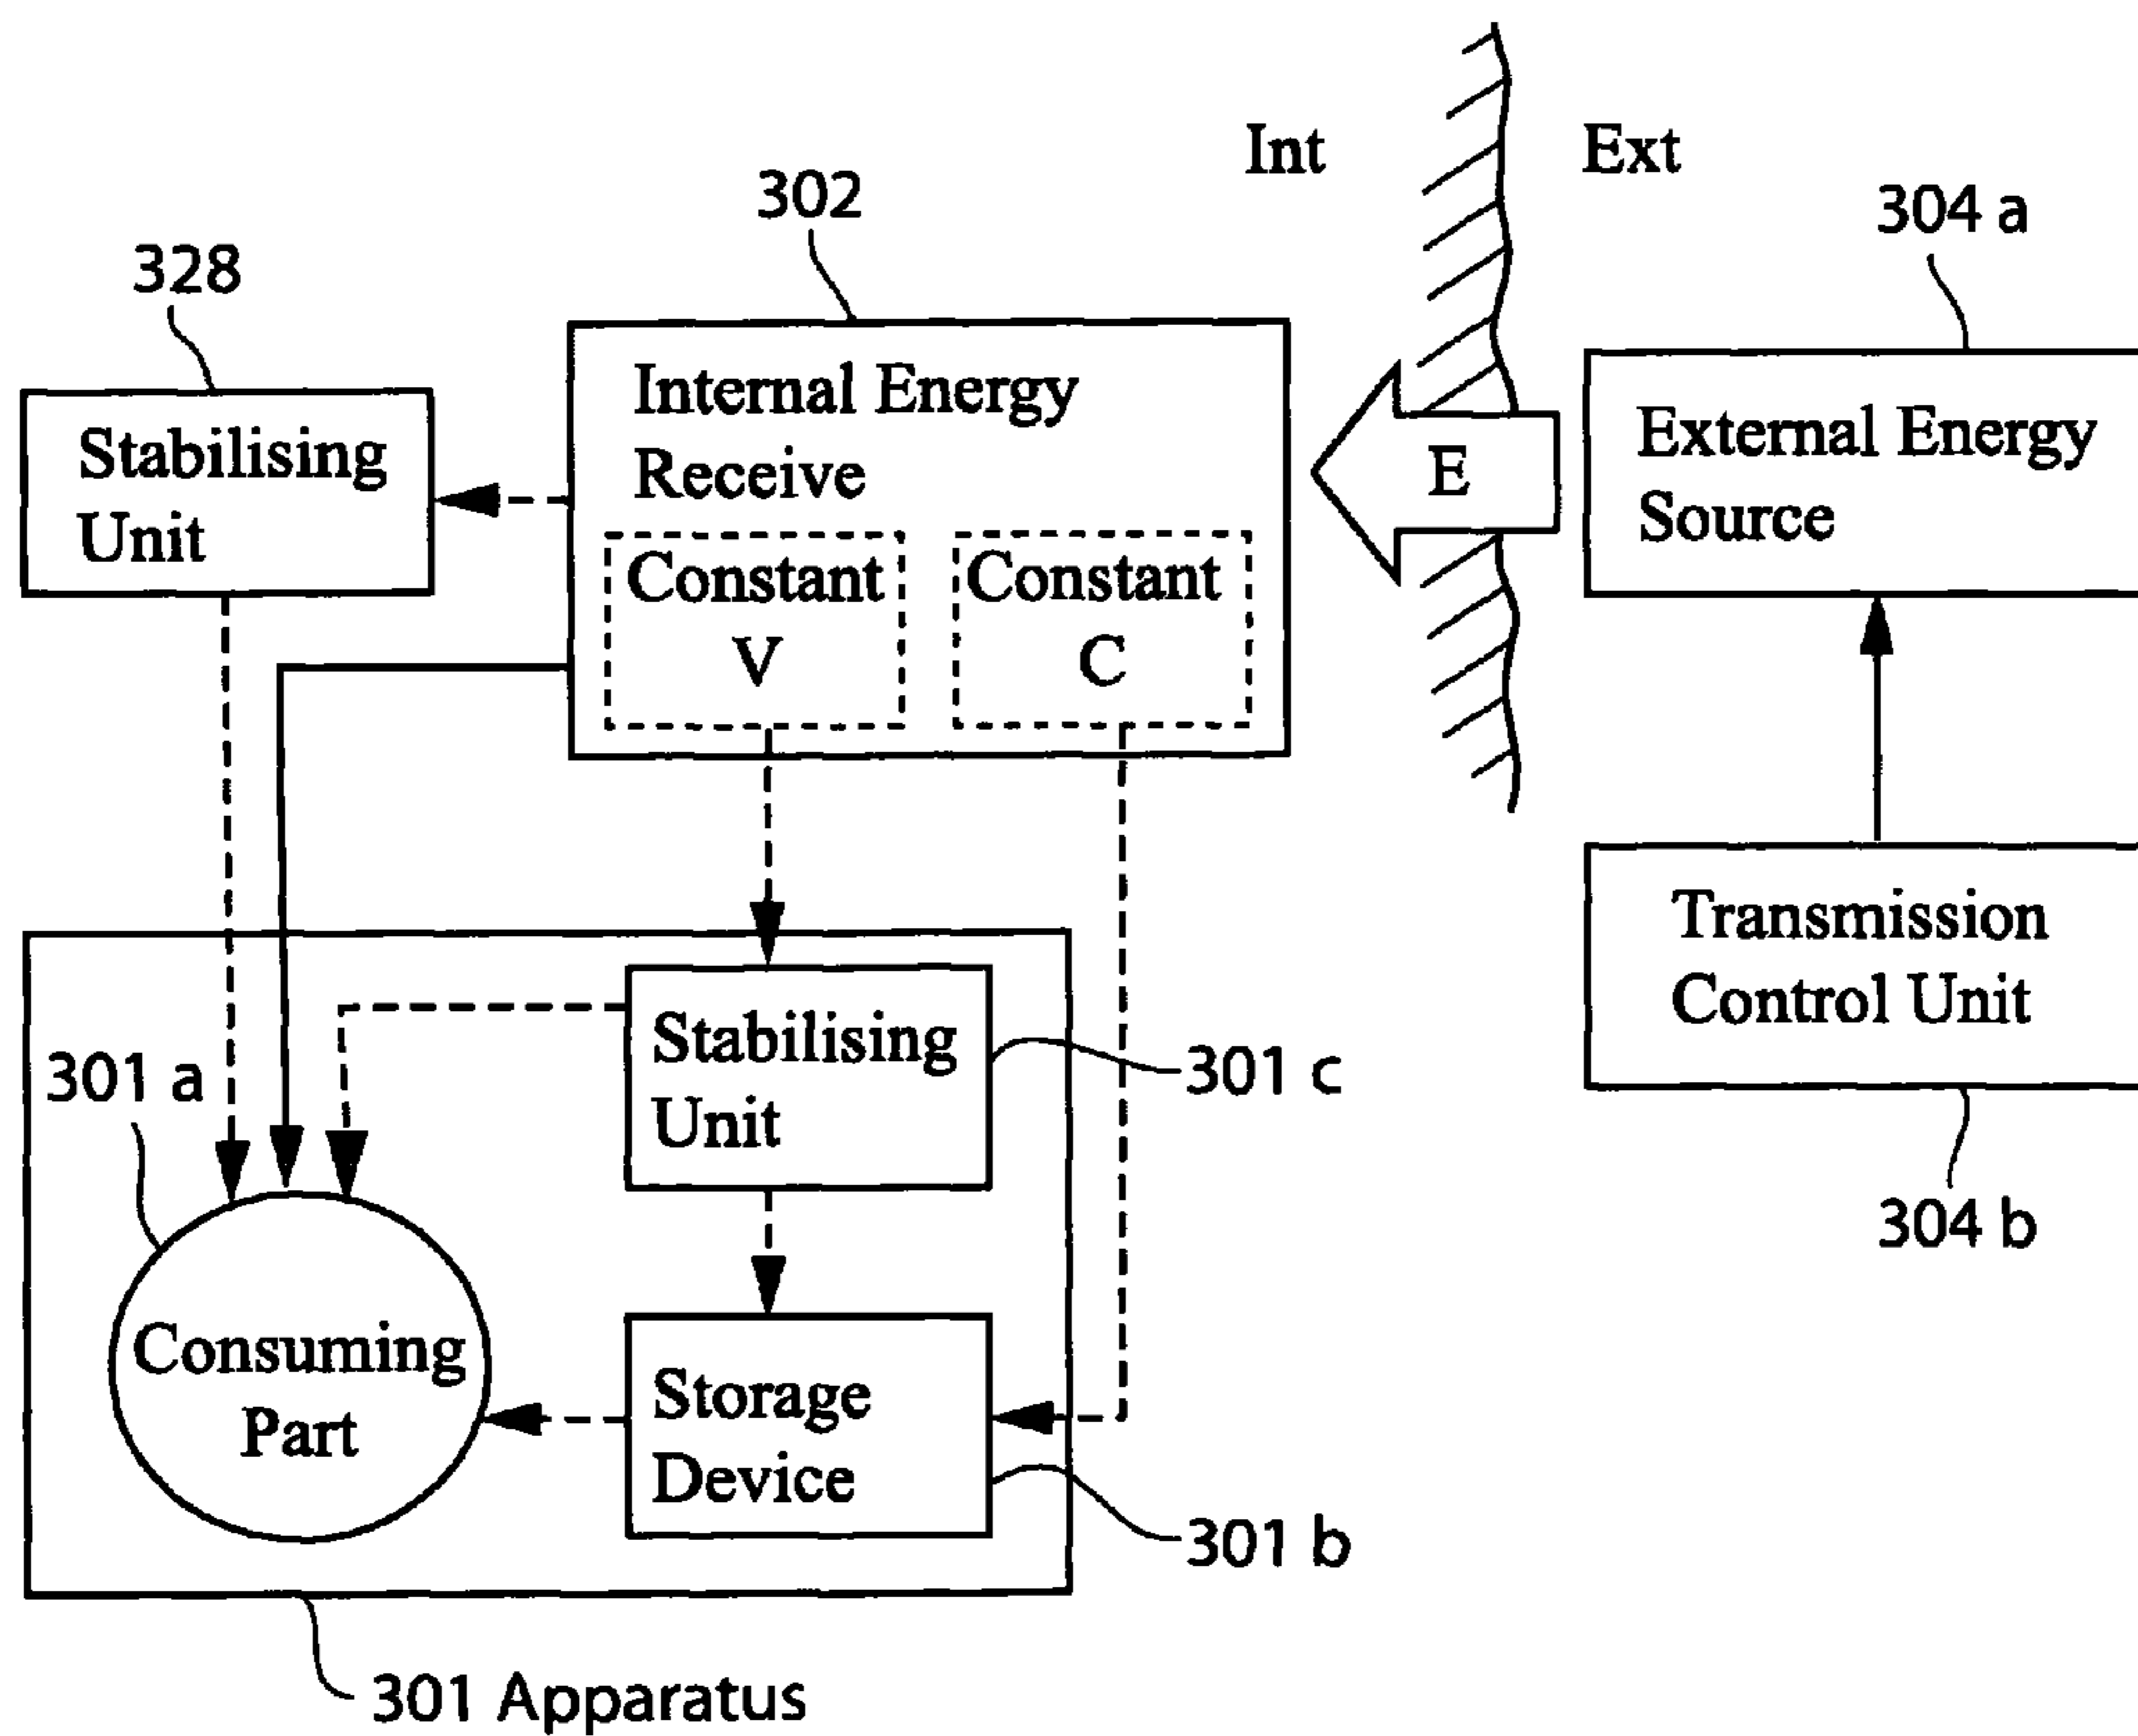 Int
Ext
302
304 a
328
Internal Energy
Receive
Stabilising
Unit
E
External Energy
Source
Constant
V
Constant
C
Transmission
Control Unit
301 a
Stabilising
Unit
301 c
304 b
Consuming
Part
Storage
Device
301 b
301 Apparatus